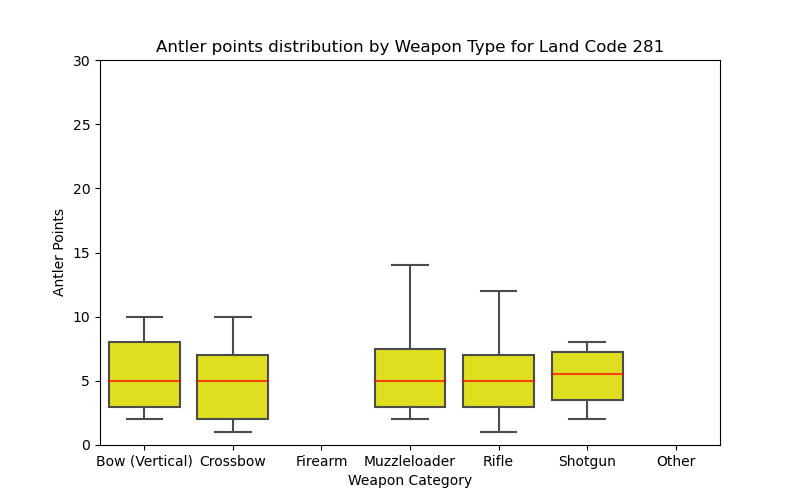 Antler points distribution by Weapon Type for Land Code 281
Antler Points
30
25
20
15
10
5
0
Bow (Vertical) Crossbow Firearm Muzzleloader Rifle Shotgun Other
Weapon Category